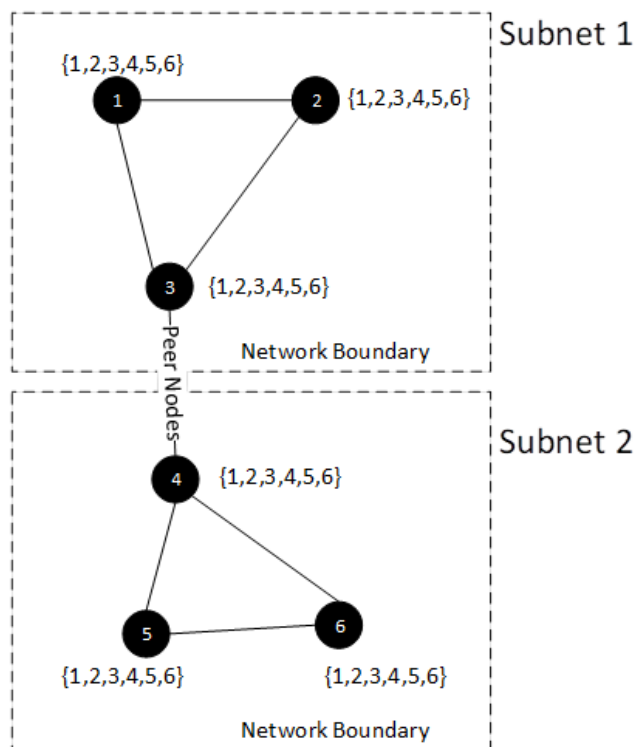 Subnet 1
{1,2,3,4,5,6}
1
2
{1,2,3,4,5,6}
3
{1,2,3,4,5,6}
Peer Nodes
Network Boundary
Subnet 2
4
{1,2,3,4,5,6}
5
6
{1,2,3,4,5,6}
{1,2,3,4,5,6}
Network Boundary